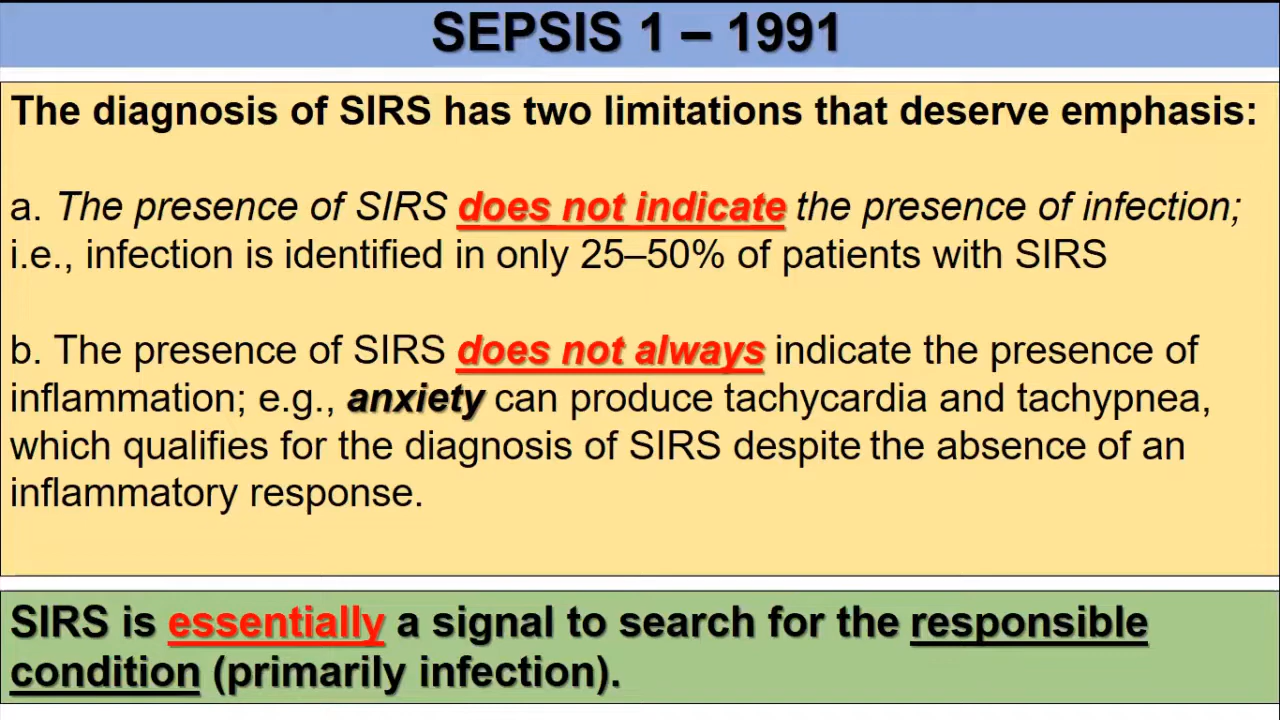 SEPSIS 1 – 1991
The diagnosis of SIRS has two limitations that deserve emphasis:
a. The presence of SIRS does not indicate the presence of infection;
i.e., infection is identified in only 25–50% of patients with SIRS
b. The presence of SIRS does not always indicate the presence of
inflammation; e.g., anxiety can produce tachycardia and tachypnea,
which qualifies for the diagnosis of SIRS despite the absence of an
inflammatory response.
SIRS is essentially a signal to search for the responsible
condition (primarily infection).